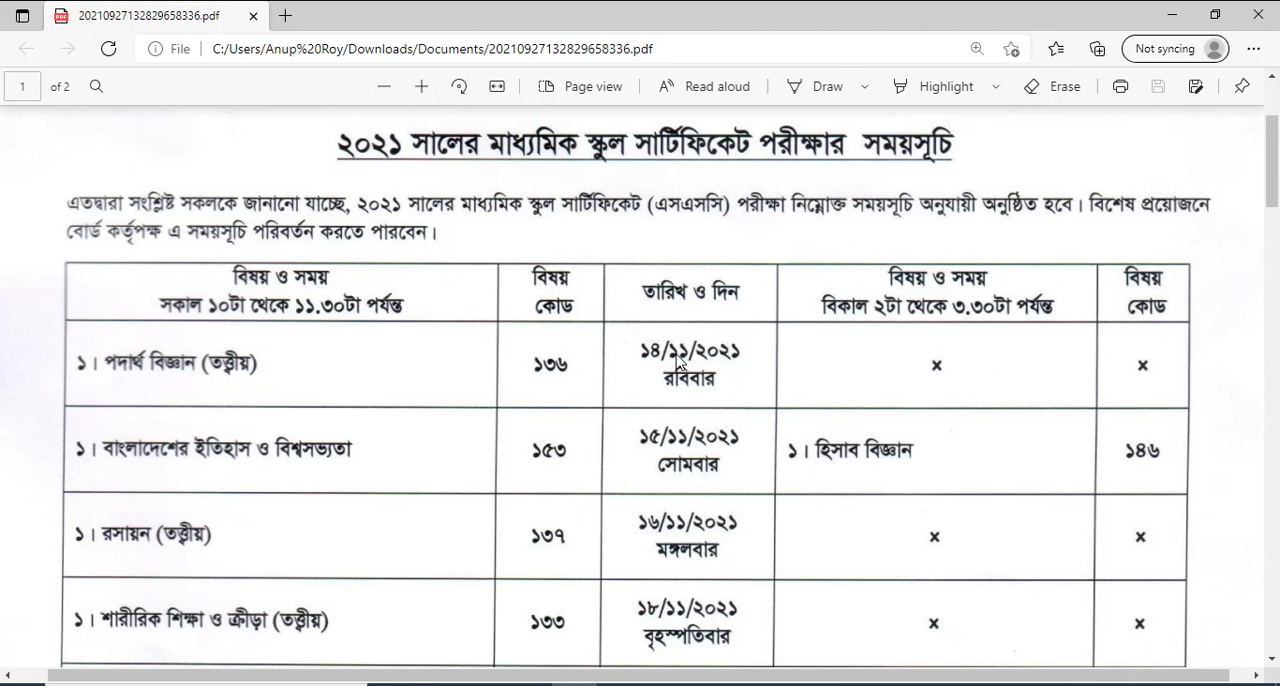 20210927132829658336.pdf
File
C:/Users/Anup%20Roy/Downloads/Documents/20210927132829658336.pdf
Not syncing
1 of 2
Page view
Read aloud
Draw
Highlight
Erase
২০২১ সালের মাধ্যমিক স্কুল সার্টিফিকেট পরীক্ষার সময়সূচি
এতদ্বারা সংশ্লিষ্ট সকলকে জানানো যাচ্ছে, ২০২১ সালের মাধ্যমিক স্কুল সার্টিফিকেট (এসএসসি) পরীক্ষা নিম্নোক্ত সময়সূচি অনুযায়ী অনুষ্ঠিত হবে। বিশেষ প্রয়োজনে
বোর্ড কর্তৃপক্ষ এ সময়সূচি পরিবর্তন করতে পারবেন।
বিষয় ও সময়
সকাল ১০টা থেকে ১১.৩০টা পর্যন্ত
বিষয়
কোড
তারিখ ও দিন
বিষয় ও সময়
বিকাল ২টা থেকে ৩.৩০টা পর্যন্ত
বিষয়
কোড
১। পদার্থ বিজ্ঞান (তত্ত্বীয়)
১৩৬
১৪/১১/২০২১
রবিবার
×
×
১। বাংলাদেশের ইতিহাস ও বিশ্বসভ্যতা
১৫৩
১৫/১১/২০২১
সোমবার
১। হিসাব বিজ্ঞান
১৪৬
১। রসায়ন (তত্ত্বীয়)
১৩৭
১৬/১১/২০২১
মঙ্গলবার
×
×
১। শারীরিক শিক্ষা ও ক্রীড়া (তত্ত্বীয়)
১৩৩
১৮/১১/২০২১
বৃহস্পতিবার
×
×